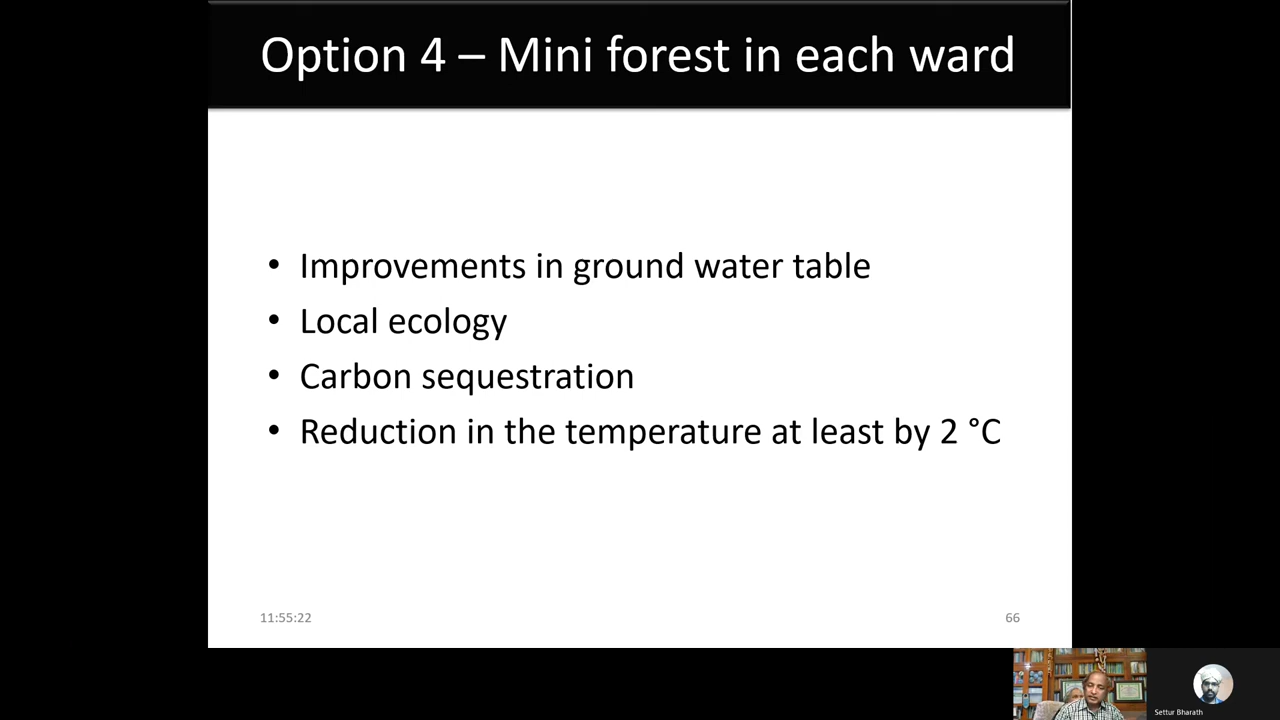 Option 4 – Mini forest in each ward
• Improvements in ground water table
• Local ecology
• Carbon sequestration
• Reduction in the temperature at least by 2 °C
11:55:22
66
Settur Bharath